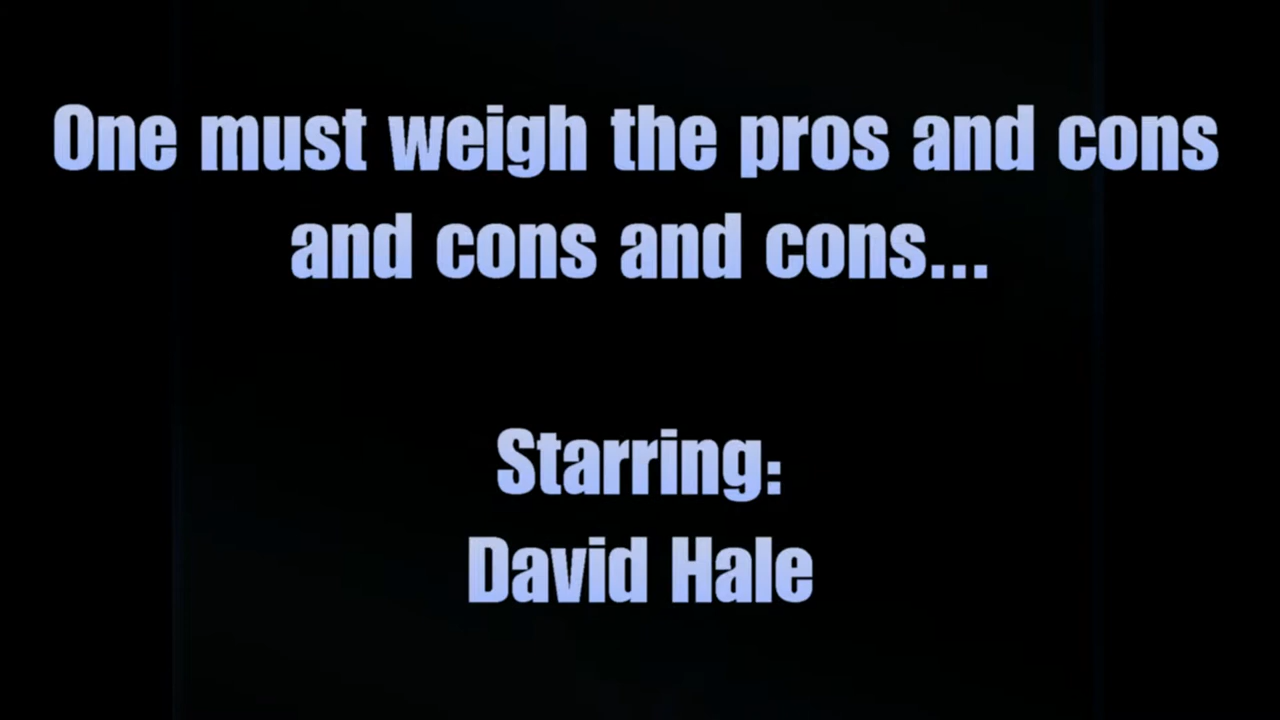 One must weigh the pros and cons
and cons and cons...
Starring:
David Hale